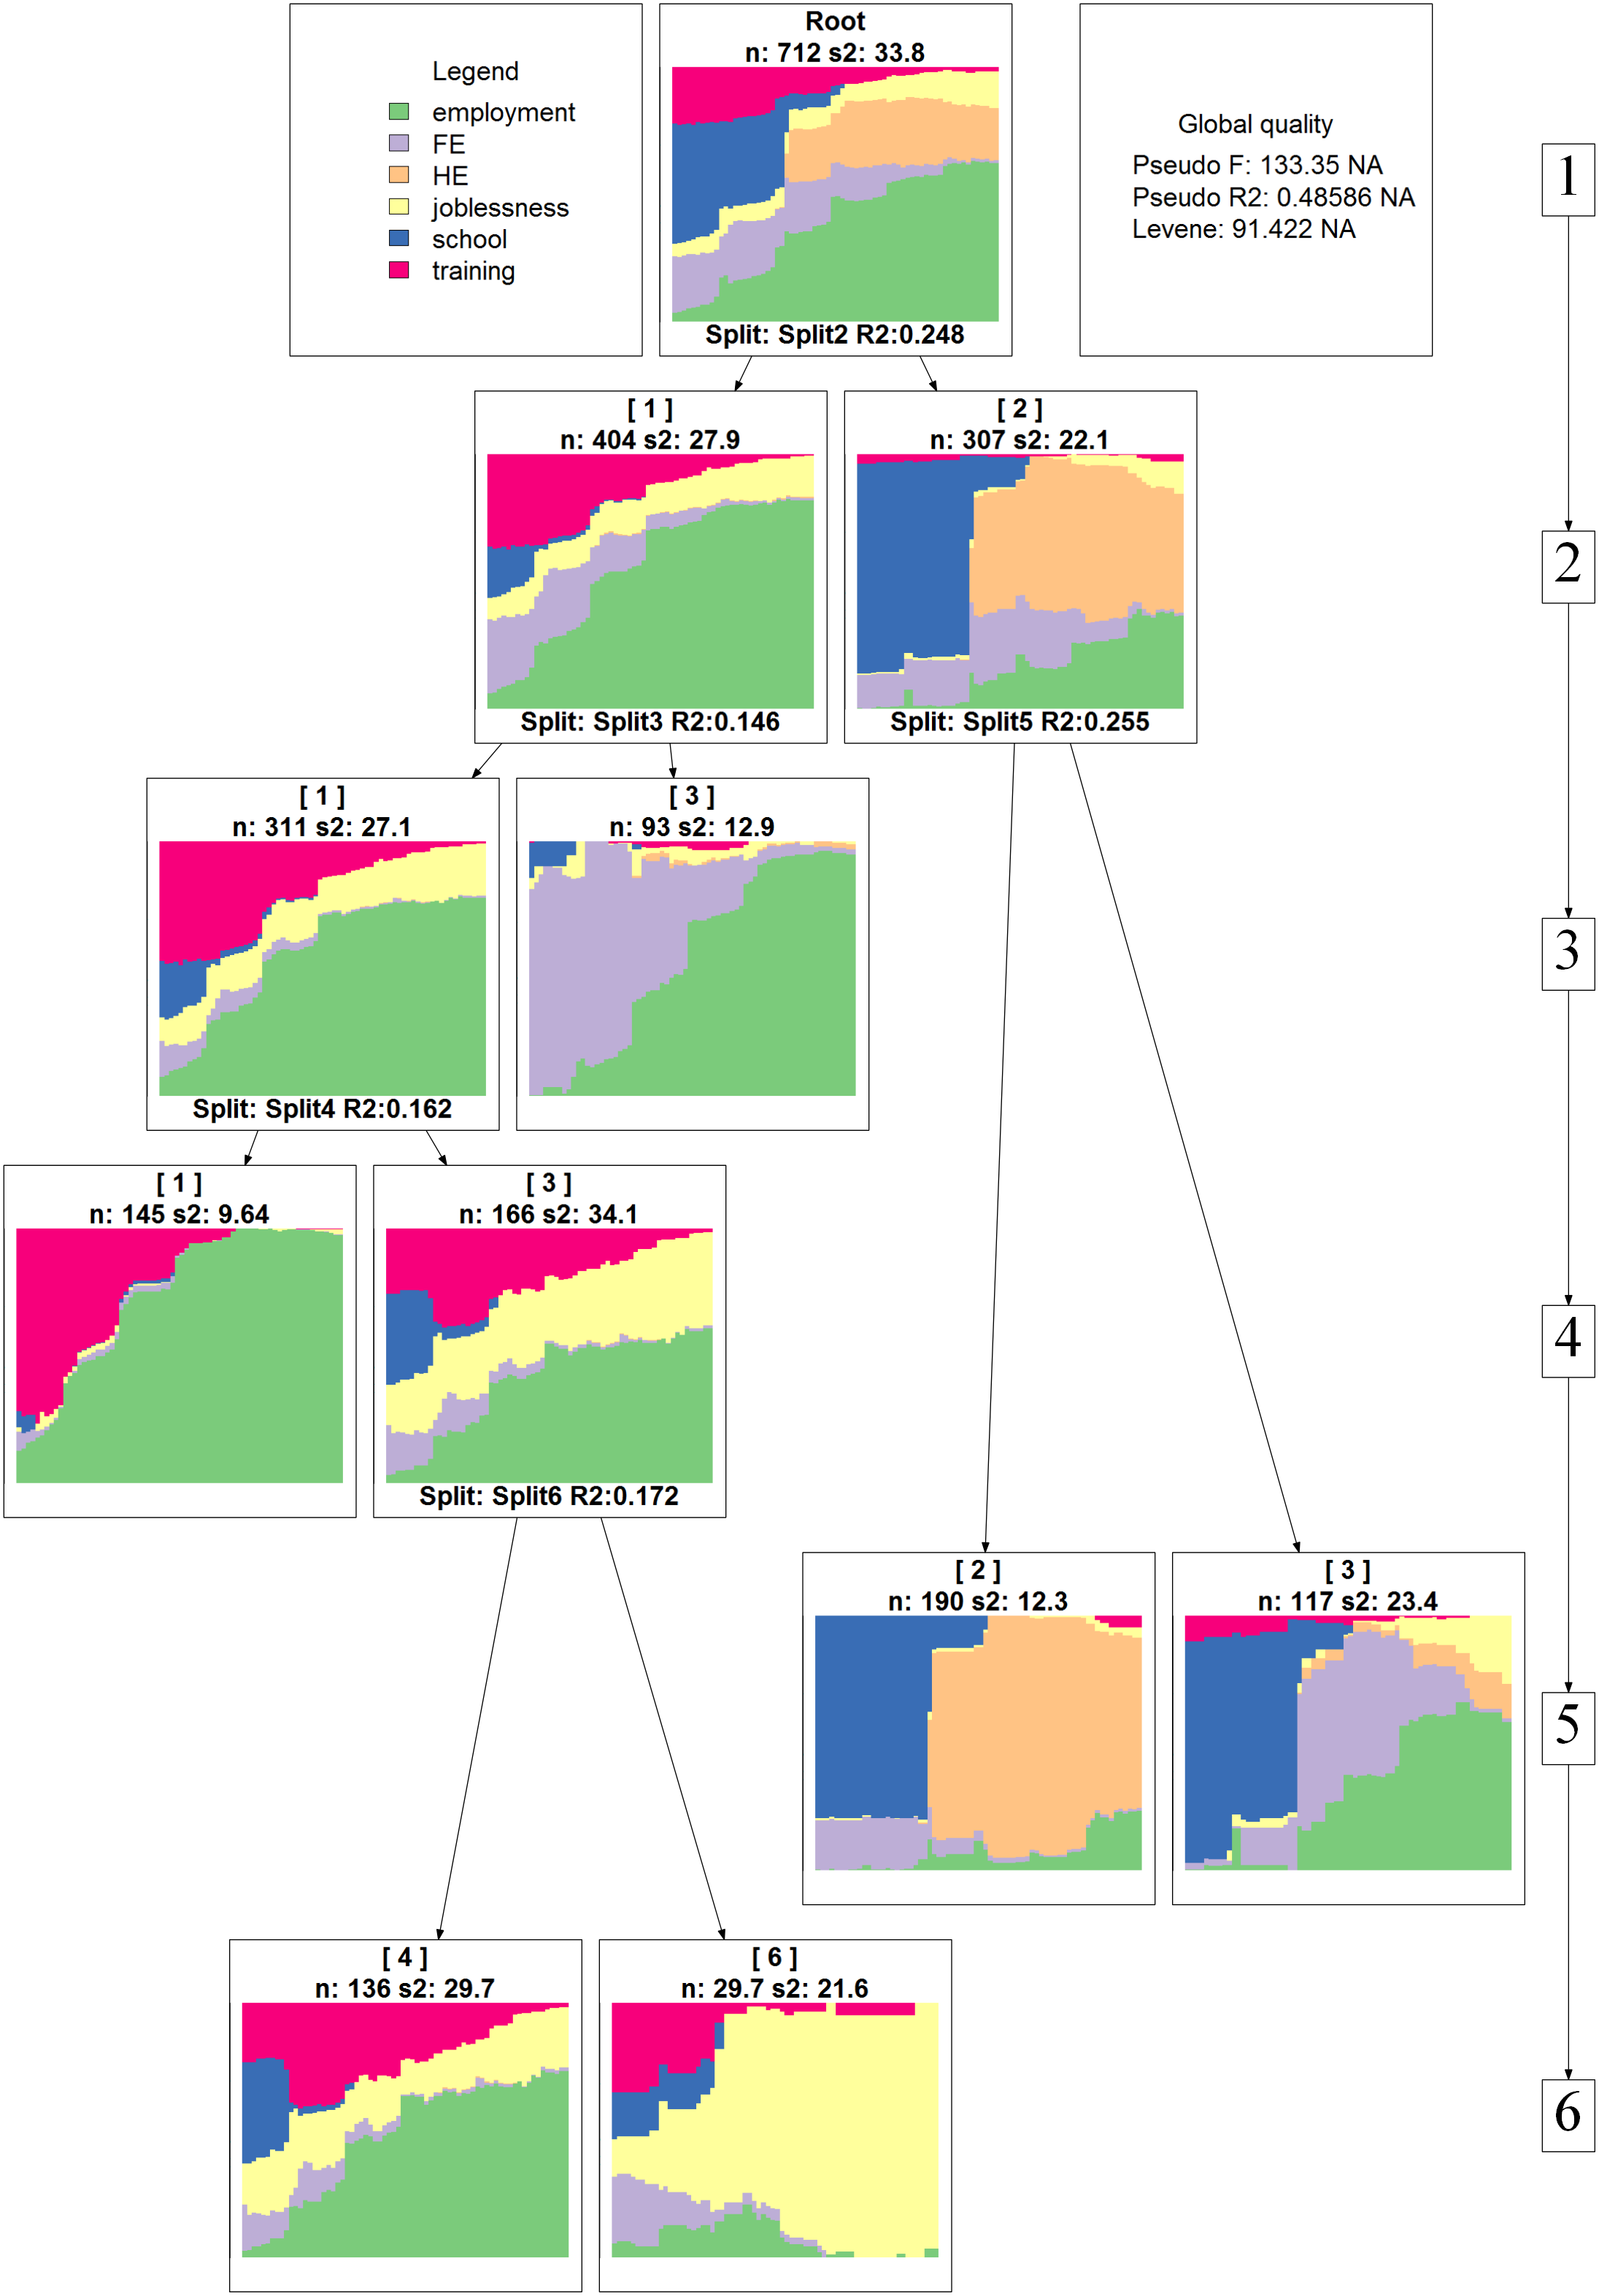 Legend
employment
FE
HE
joblessness
school
training
Root
n: 712 s2: 33.8
Split: Split2 R2:0.248
Global quality
Pseudo F: 133.35 NA
Pseudo R2: 0.48586 NA
Levene: 91.422 NA
1
[ 1 ]
n: 404 s2: 27.9
Split: Split3 R2:0.146
[ 2 ]
n: 307 s2: 22.1
Split: Split5 R2:0.255
2
[ 1 ]
n: 311 s2: 27.1
Split: Split4 R2:0.162
[ 3 ]
n: 93 s2: 12.9
3
[ 1 ]
n: 145 s2: 9.64
[ 3 ]
n: 166 s2: 34.1
Split: Split6 R2:0.172
4
[ 2 ]
n: 190 s2: 12.3
[ 3 ]
n: 117 s2: 23.4
5
[ 4 ]
n: 136 s2: 29.7
[ 6 ]
n: 29.7 s2: 21.6
6